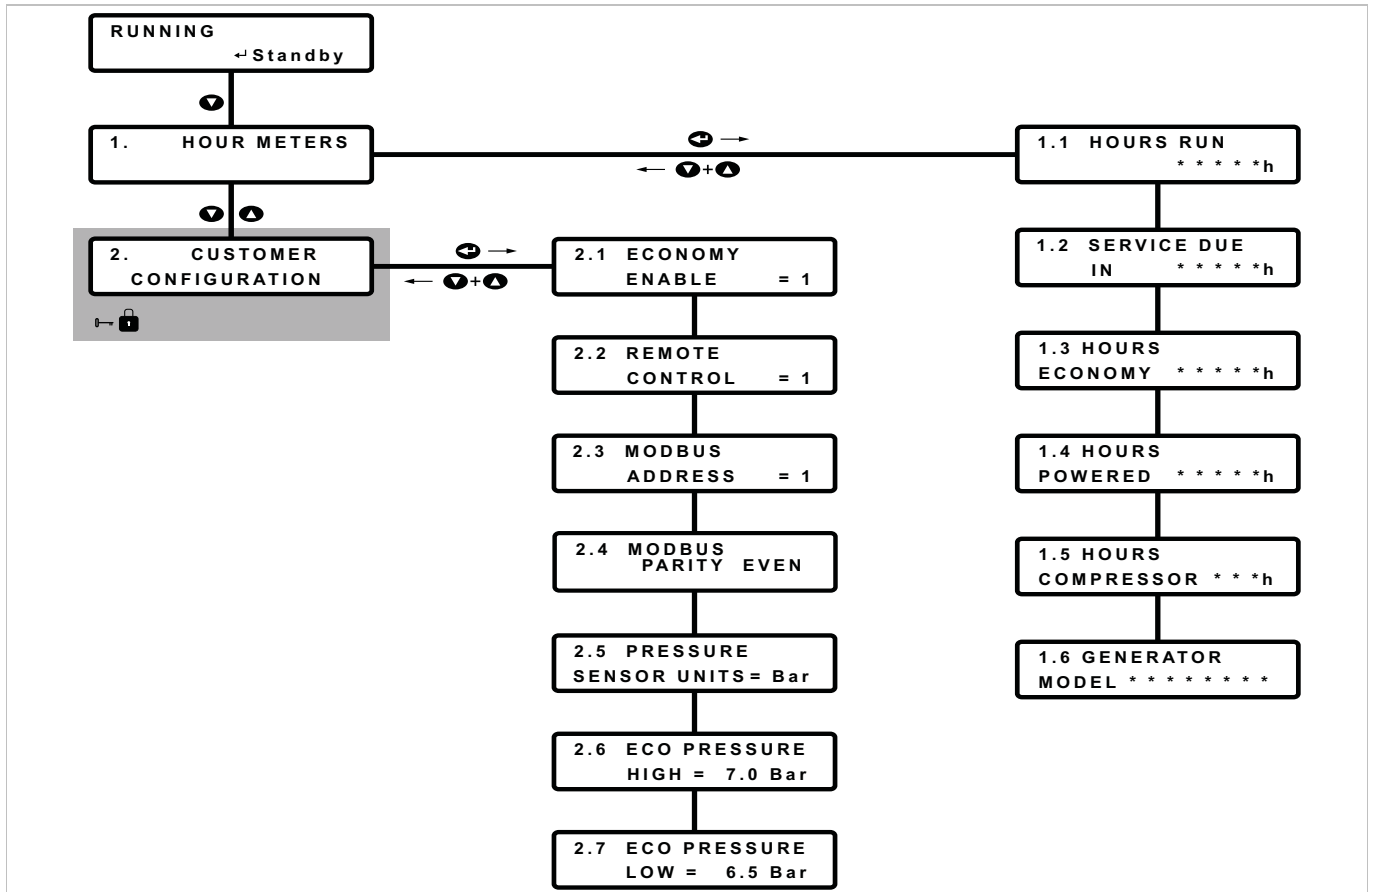 RUNNING
↵Standby
1. HOUR METERS
+
1.1 HOURS RUN
* * * * *h
2. CUSTOMER
CONFIGURATION
1
+
2.1 ECONOMY
ENABLE = 1
2.2 REMOTE
CONTROL = 1
2.3 MODBUS
ADDRESS = 1
2.4 MODBUS
PARITY EVEN
2.5 PRESSURE
SENSOR UNITS= Bar
2.6 ECO PRESSURE
HIGH = 7.0 Bar
2.7 ECO PRESSURE
LOW = 6.5 Bar
1.2 SERVICE DUE
IN * * * * *h
1.3 HOURS
ECONOMY * * * * *h
1.4 HOURS
POWERED * * * * *h
1.5 HOURS
COMPRESSOR * * *h
1.6 GENERATOR
MODEL * * * * * * * *